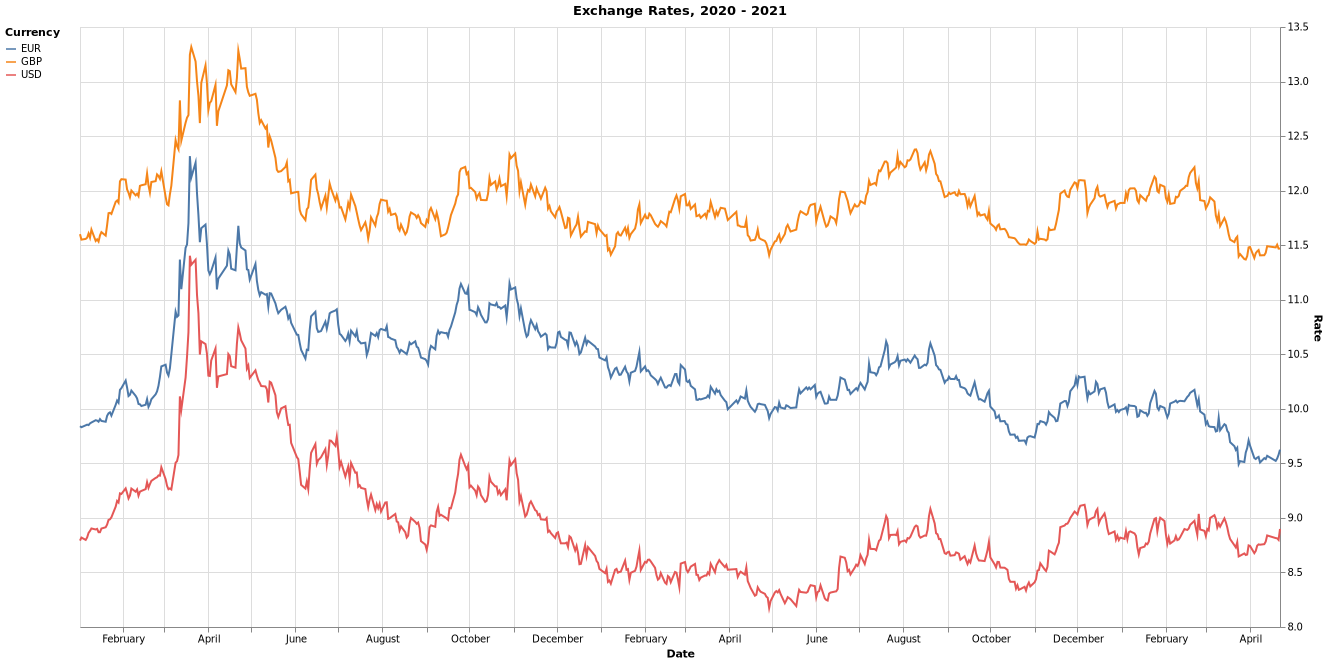 Exchange Rates, 2020 - 2021
Currency
EUR
GBP
USD
13.5
13.0
12.5
12.0
11.5
11.0
10.5
10.0
9.5
9.0
8.5
8.0
Rate
February April June August October December February April June August October December February April
Date